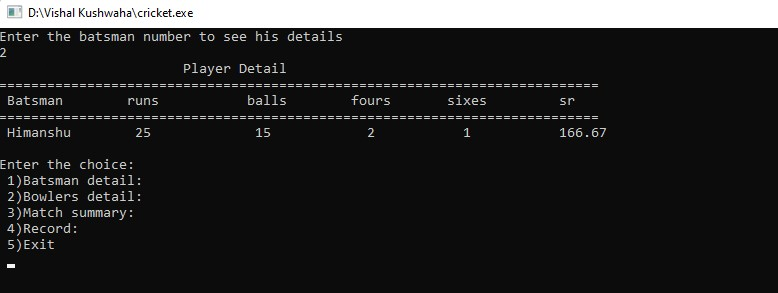 D:\Vishal Kushwaha\cricket.exe
Enter the batsman number to see his details
2
Player Detail
===========================================================================
Batsman runs balls fours sixes sr
===========================================================================
Himanshu 25 15 2 1 166.67
Enter the choice:
1)Batsman detail:
2)Bowlers detail:
3)Match summary:
4)Record:
5)Exit